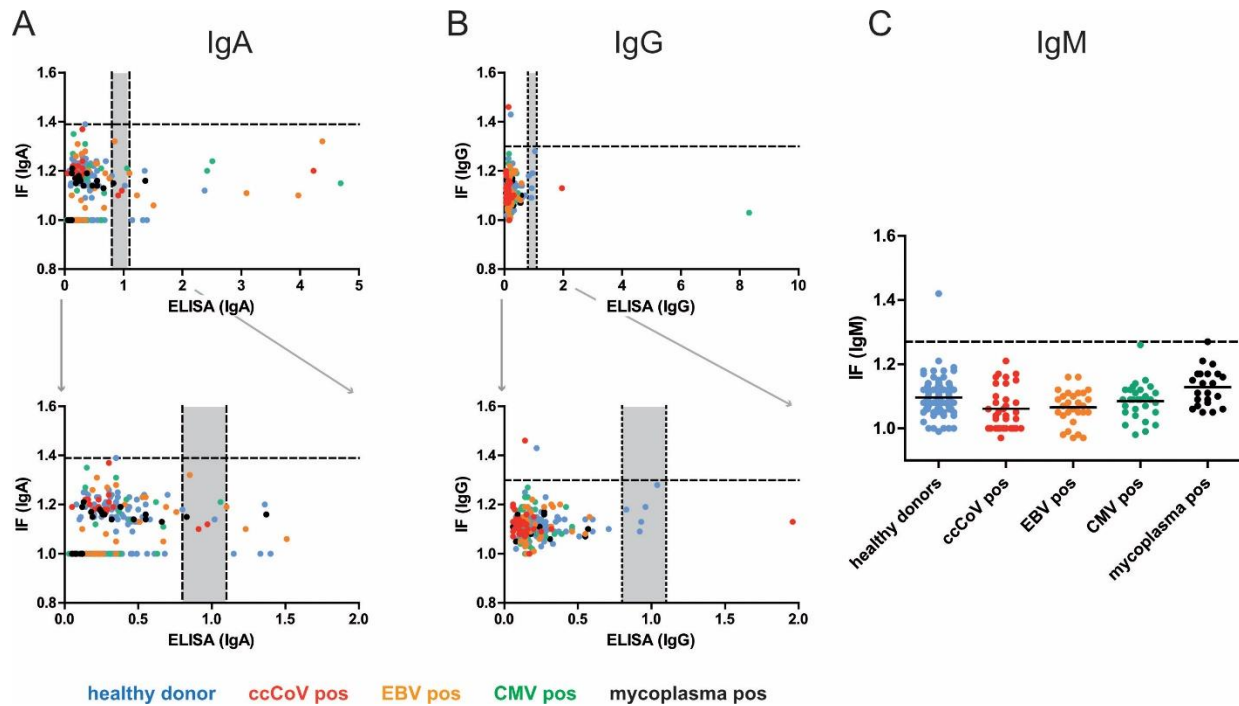 A
IgA
B
IgG
C
IgM
1.6
1.4
1.2
1.0
0.8
IF (IgA)
0 1 2 3 4 5
ELISA (IgA)
1.6
1.4
1.2
1.0
0.8
IF (IgG)
0 2 4 6 8 10
ELISA (IgG)
1.6
1.4
1.2
1.0
IF (IgM)
healthy donors
ccCoV pos
EBV pos
CMV pos
mycoplasma pos
1.6
1.4
1.2
1.0
0.8
IF (IgA)
0.0 0.5 1.0 1.5 2.0
ELISA (IgA)
1.6
1.4
1.2
1.0
0.8
IF (IgG)
0.0 0.5 1.0 1.5 2.0
ELISA (IgG)
healthy donor ccCoV pos EBV pos CMV pos mycoplasma pos